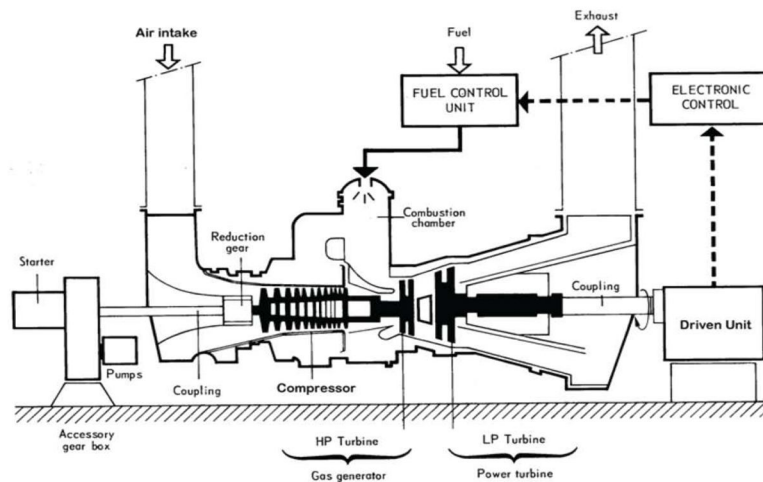 Air intake
Fuel
Exhaust
FUEL CONTROL
UNIT
ELECTRONIC
CONTROL
Combustion
chamber
Reduction
gear
Starter
Coupling
Driven Unit
Pumps
Coupling
Compressor
Accessory
gear box
HP Turbine
LP Turbine
Gas generator
Power turbine